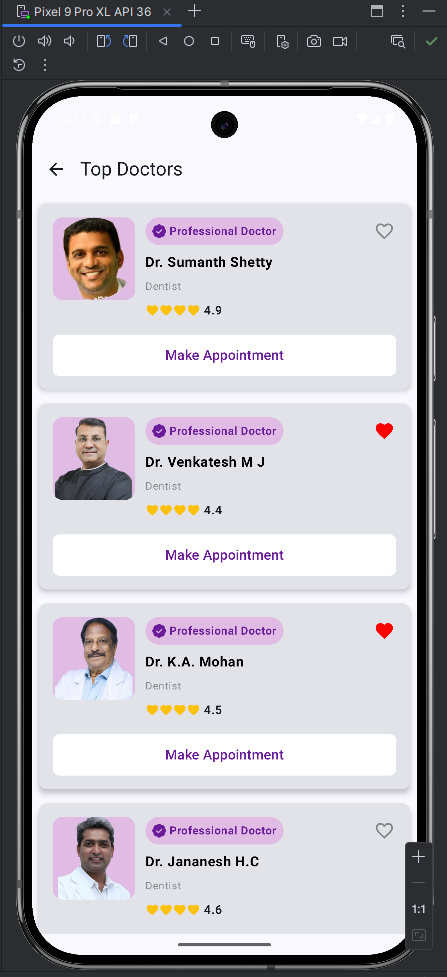 Pixel 9 Pro XL API 36
Top Doctors
Professional Doctor
Dr. Sumanth Shetty
Dentist
4.9
Make Appointment
Professional Doctor
Dr. Venkatesh M J
Dentist
4.4
Make Appointment
Professional Doctor
Dr. K.A. Mohan
Dentist
4.5
Make Appointment
Professional Doctor
Dr. Jananesh H.C
Dentist
4.6
1:1